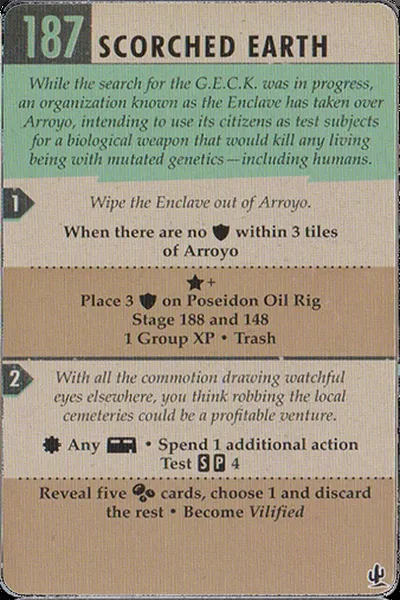 187 SCORCHED EARTH
While the search for the G.E.C.K. was in progress,
an organization known as the Enclave has taken over
Arroyo, intending to use its citizens as test subjects
for a biological weapon that would kill any living
being with mutated genetics—including humans.
1
Wipe the Enclave out of Arroyo.
When there are no within 3 tiles
of Arroyo
+
Place 3 on Poseidon Oil Rig
Stage 188 and 148
1 Group XP • Trash
2
With all the commotion drawing watchful
eyes elsewhere, you think robbing the local
cemeteries could be a profitable venture.
Any • Spend 1 additional action
Test S P 4
Reveal five cards, choose 1 and discard
the rest • Become Vilified